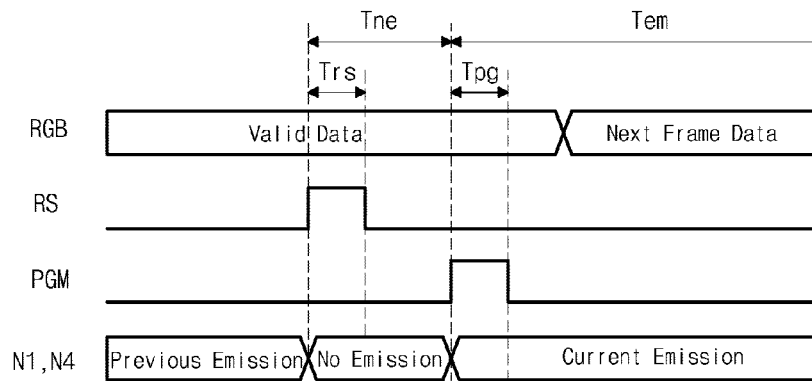 Tne Tem
Trs Tpg
RGB Valid Data Next Frame Data
RS
PGM
N1,N4 Previous Emission No Emission Current Emission